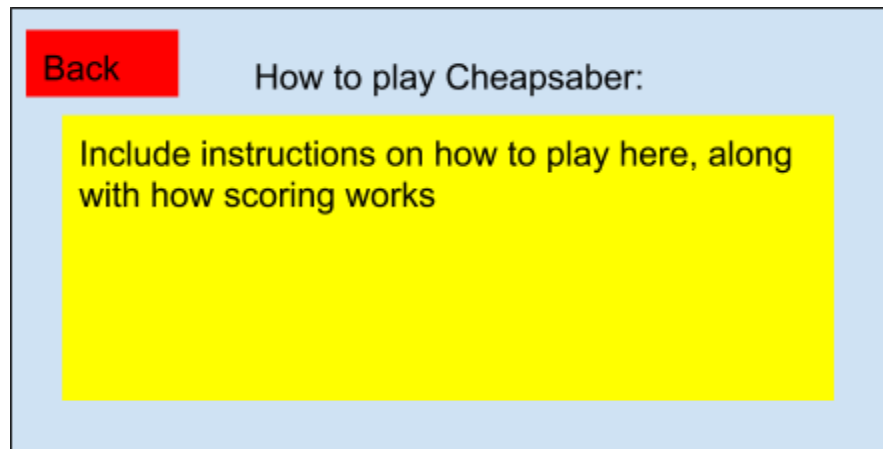 Back
How to play Cheapsaber:
Include instructions on how to play here, along
with how scoring works